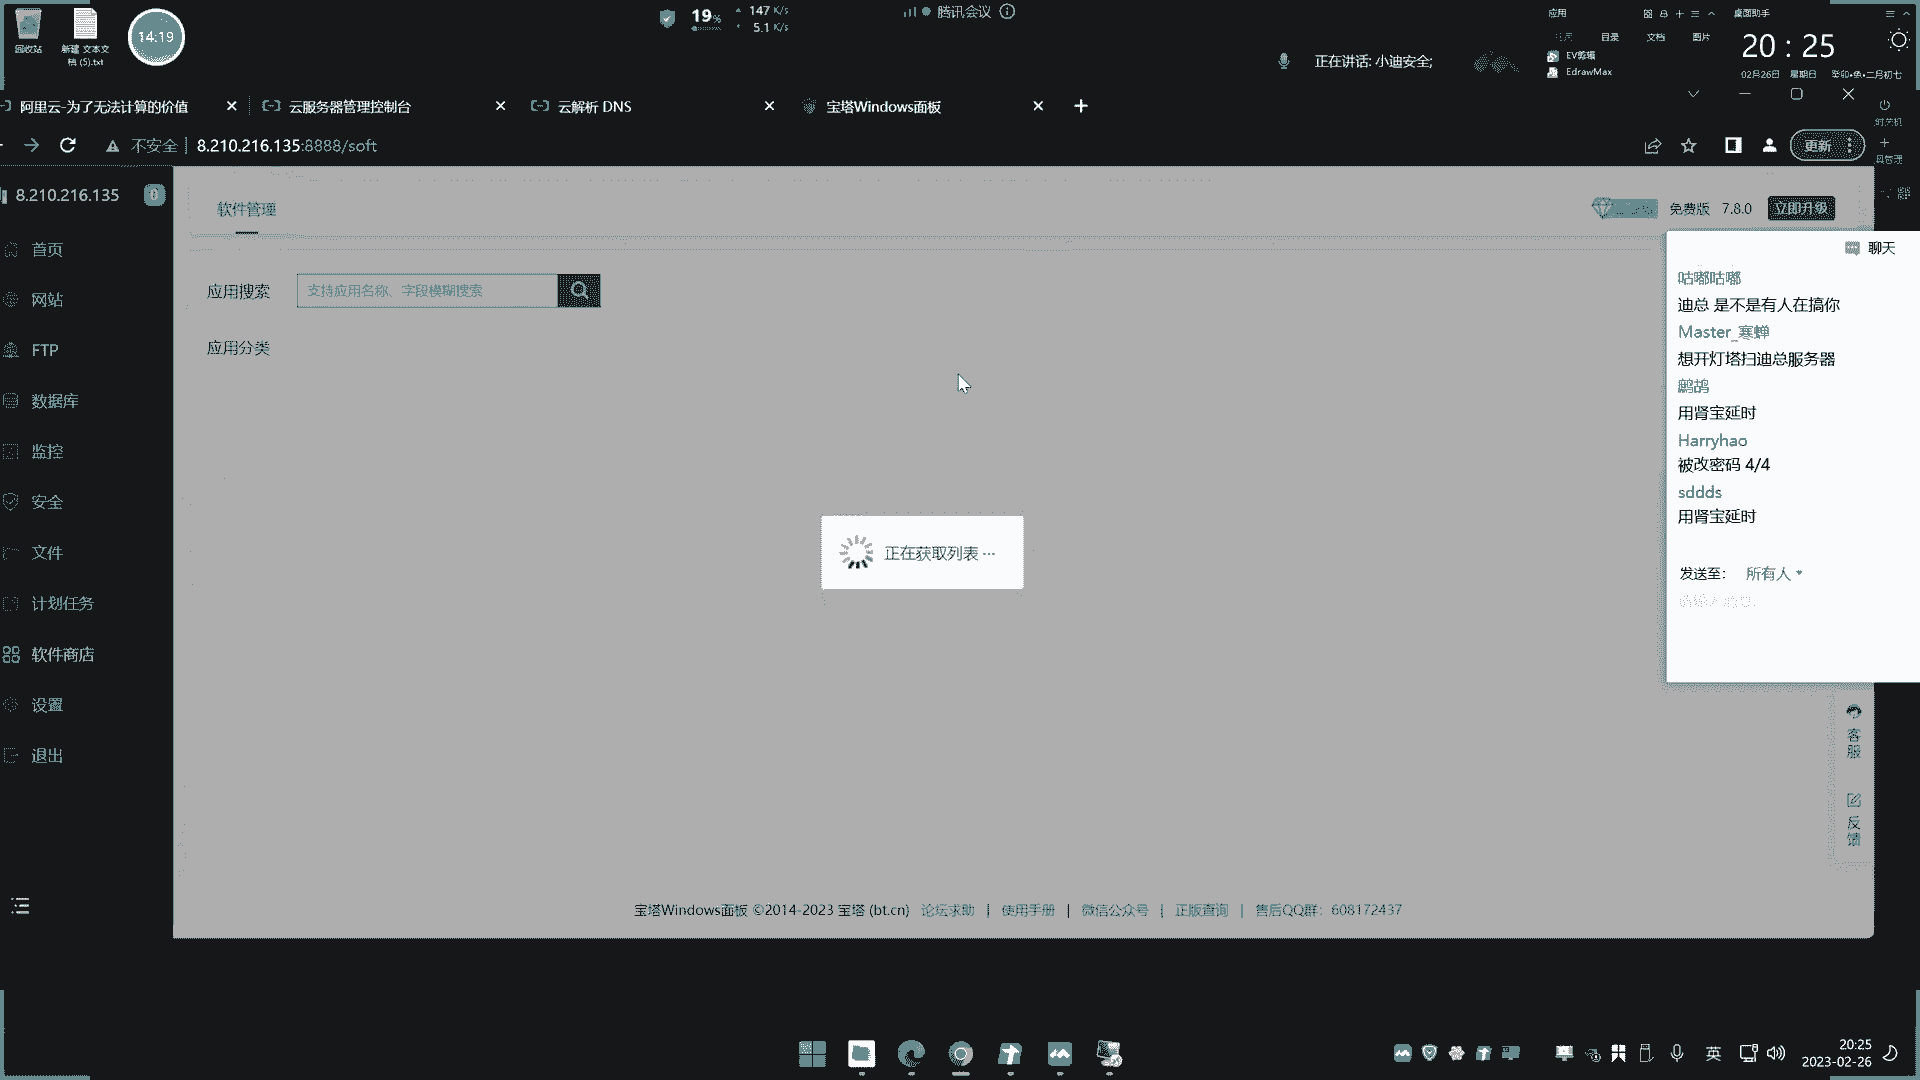 回收站
新建 文本文
档 (5).txt
14:19
19%
147 K/s
5.1 K/s
腾讯会议
正在讲话: 小迪安全;
应用
桌面助手
目录
文档
图片
EV剪辑
EdrawMax
20 : 25
02月26日 星期日 癸卯•兔•二月初七
阿里云-为了无法计算的价值
云服务器管理控制台
云解析 DNS
宝塔Windows面板
不安全
8.210.216.135:8888/soft
更新
8.210.216.135
0
首页
网站
FTP
数据库
监控
安全
文件
计划任务
软件商店
设置
退出
软件管理
免费版
7.8.0
立即升级
应用搜索
支持应用名称、字段模糊搜索
应用分类
正在获取列表 ···
聊天
咕嘟咕嘟
迪总 是不是有人在搞你
Master_寒蝉
想开灯塔扫迪总服务器
鹧鸪
用肾宝延时
Harryhao
被改密码 4/4
sddds
用肾宝延时
发送至:
所有人
客服
反馈
宝塔Windows面板 ©2014-2023 宝塔 (bt.cn) 论坛求助 | 使用手册 | 微信公众号 | 正版查询 | 售后QQ群: 608172437
英
20:25
2023-02-26